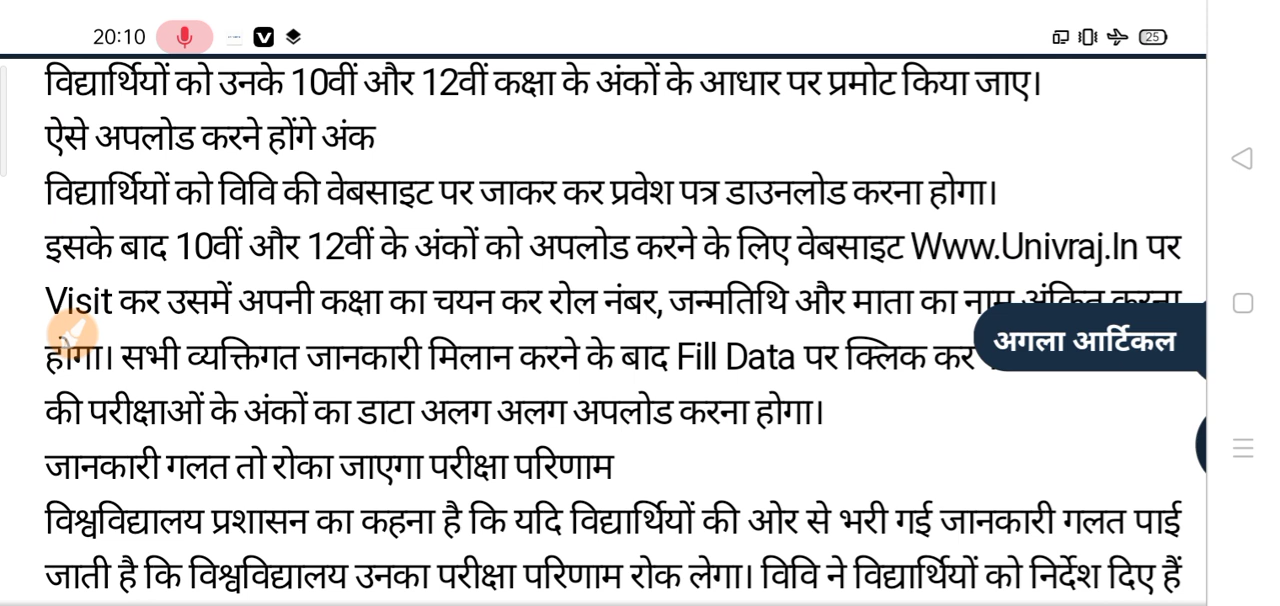 20:10
25
विद्यार्थियों को उनके 10वीं और 12वीं कक्षा के अंकों के आधार पर प्रमोट किया जाए।
ऐसे अपलोड करने होंगे अंक
विद्यार्थियों को विवि की वेबसाइट पर जाकर कर प्रवेश पत्र डाउनलोड करना होगा।
इसके बाद 10वीं और 12वीं के अंकों को अपलोड करने के लिए वेबसाइट Www.Univraj.In पर
Visit कर उसमें अपनी कक्षा का चयन कर रोल नंबर, जन्मतिथि और माता का नाम अंकित करना
होगा। सभी व्यक्तिगत जानकारी मिलान करने के बाद Fill Data पर क्लिक कर
अगला आर्टिकल
की परीक्षाओं के अंकों का डाटा अलग अलग अपलोड करना होगा।
जानकारी गलत तो रोका जाएगा परीक्षा परिणाम
विश्वविद्यालय प्रशासन का कहना है कि यदि विद्यार्थियों की ओर से भरी गई जानकारी गलत पाई
जाती है कि विश्वविद्यालय उनका परीक्षा परिणाम रोक लेगा। विवि ने विद्यार्थियों को निर्देश दिए हैं